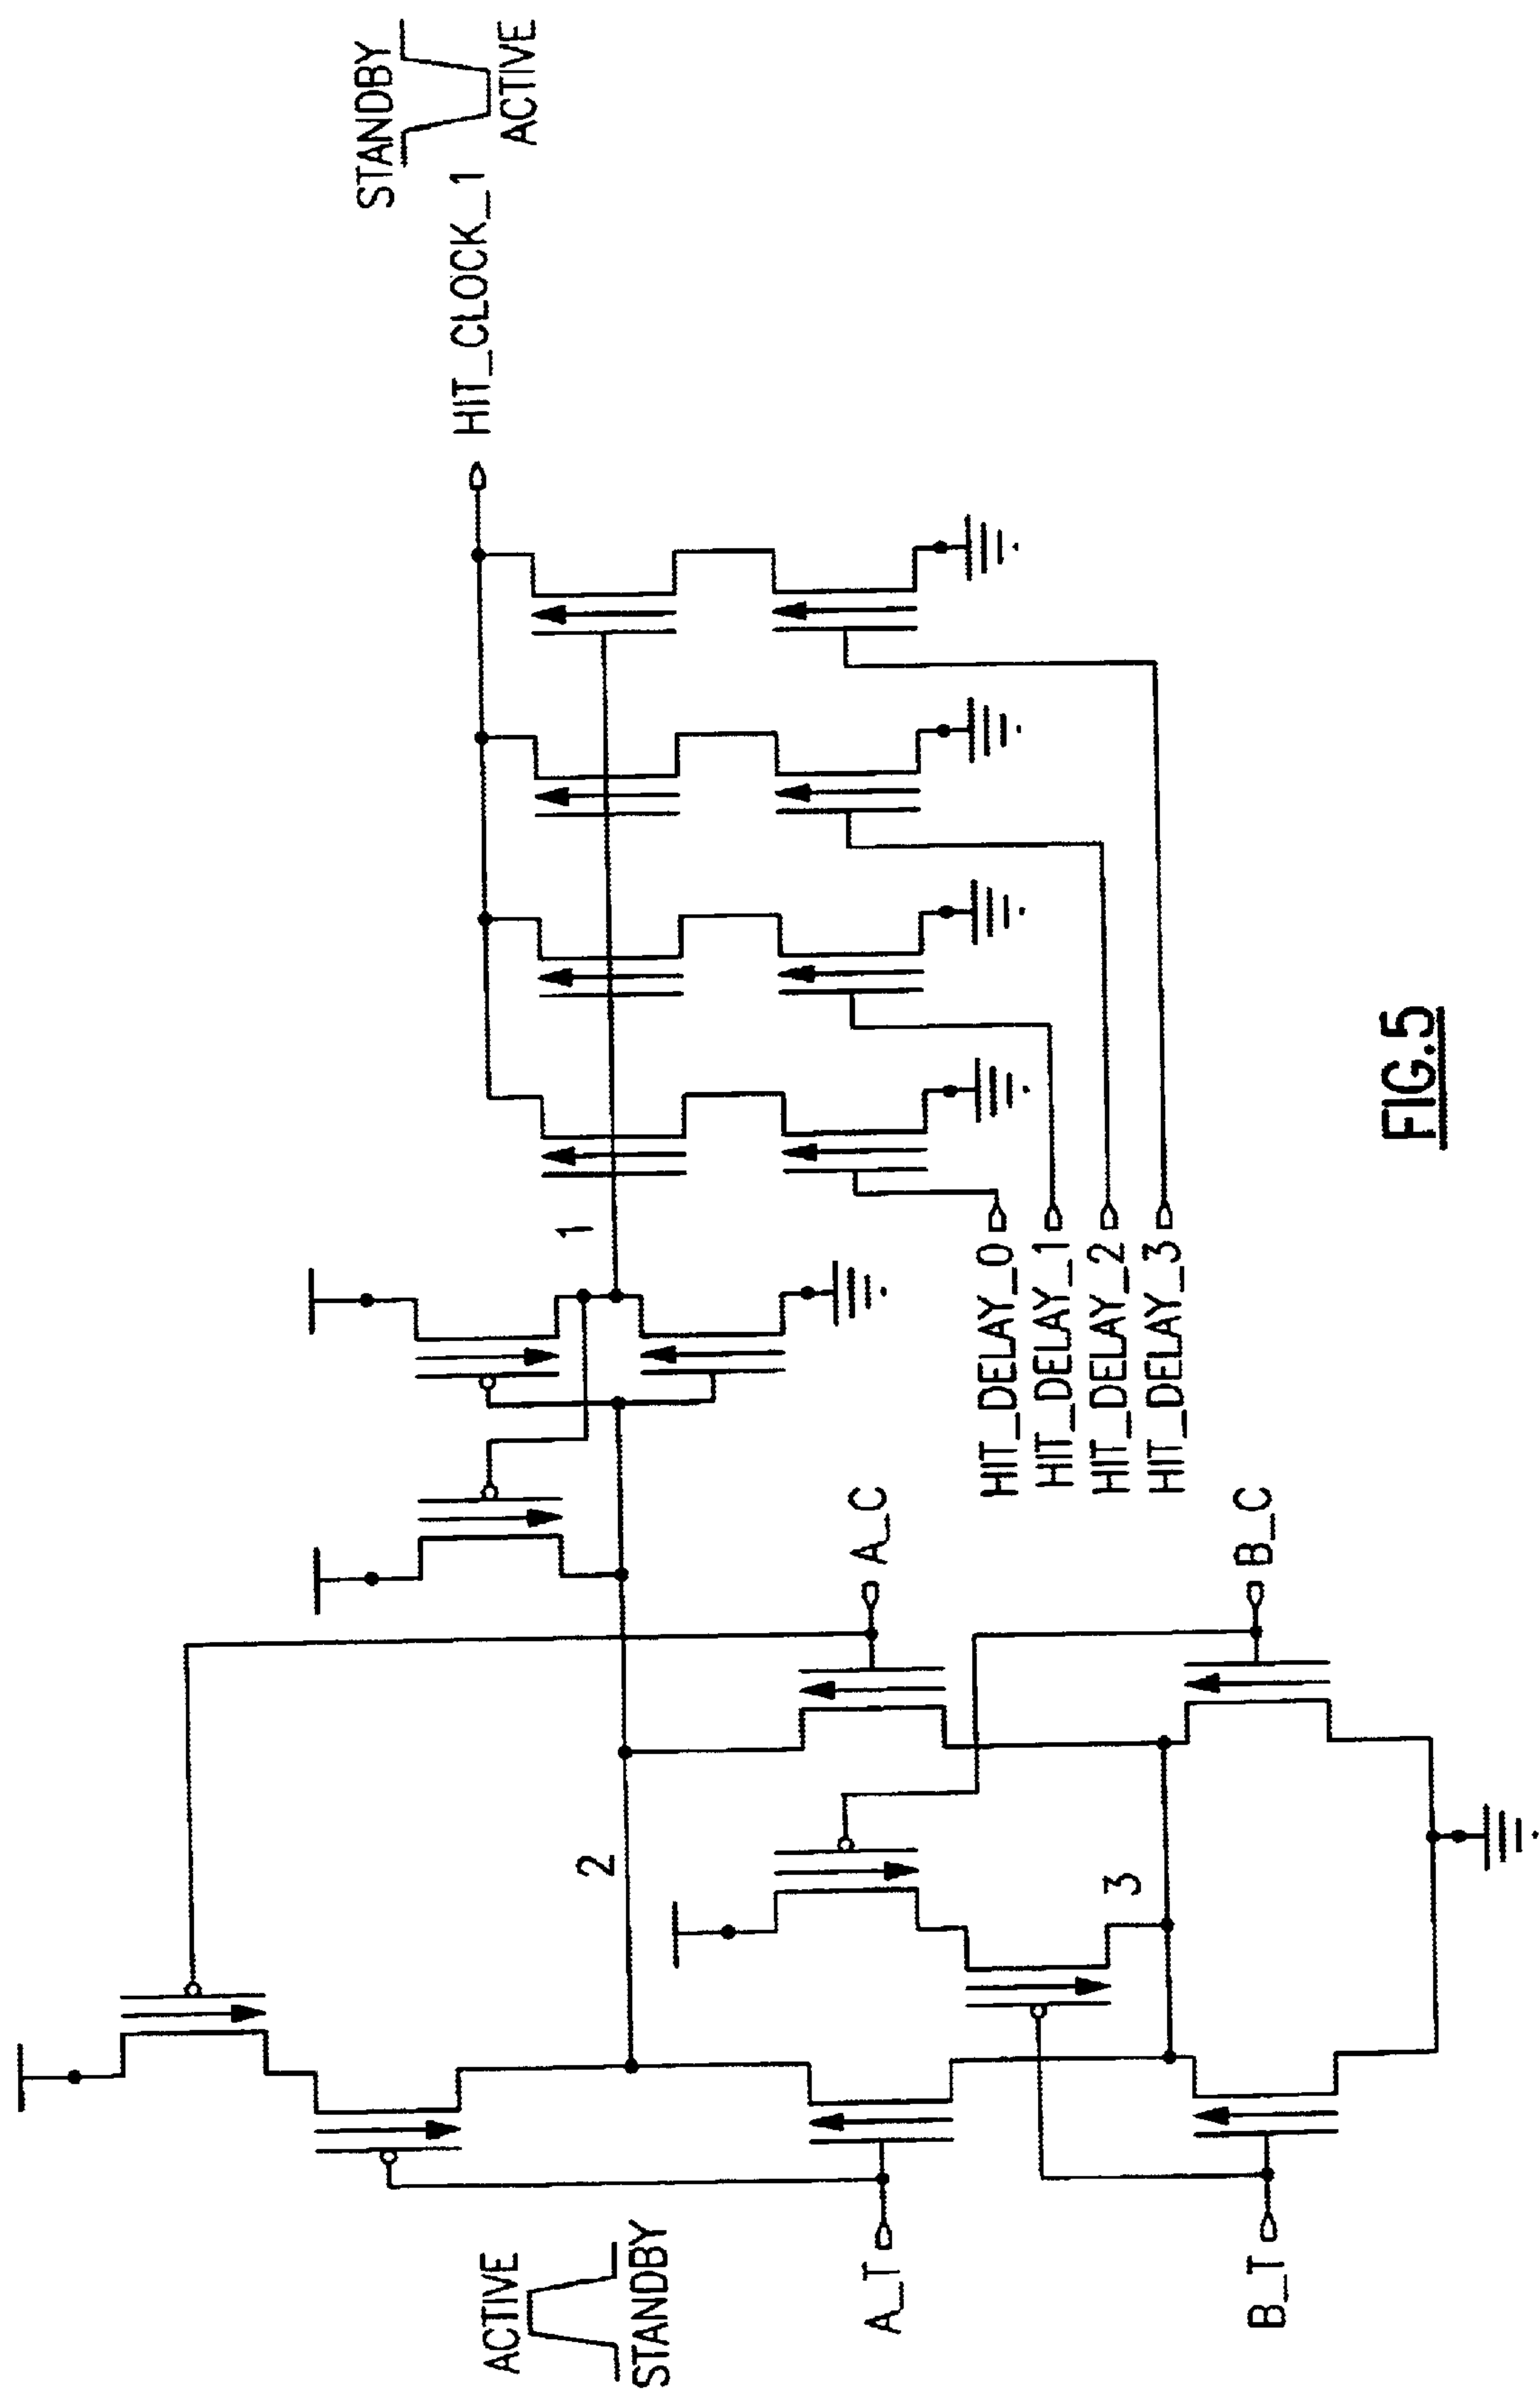 STANDBY
ACTIVE
HIT_CLOCK_1
1
2
3
A_C
B_C
HIT_DELAY_0
HIT_DELAY_1
HIT_DELAY_2
HIT_DELAY_3
ACTIVE
STANDBY
A_T
B_T
FIG.5